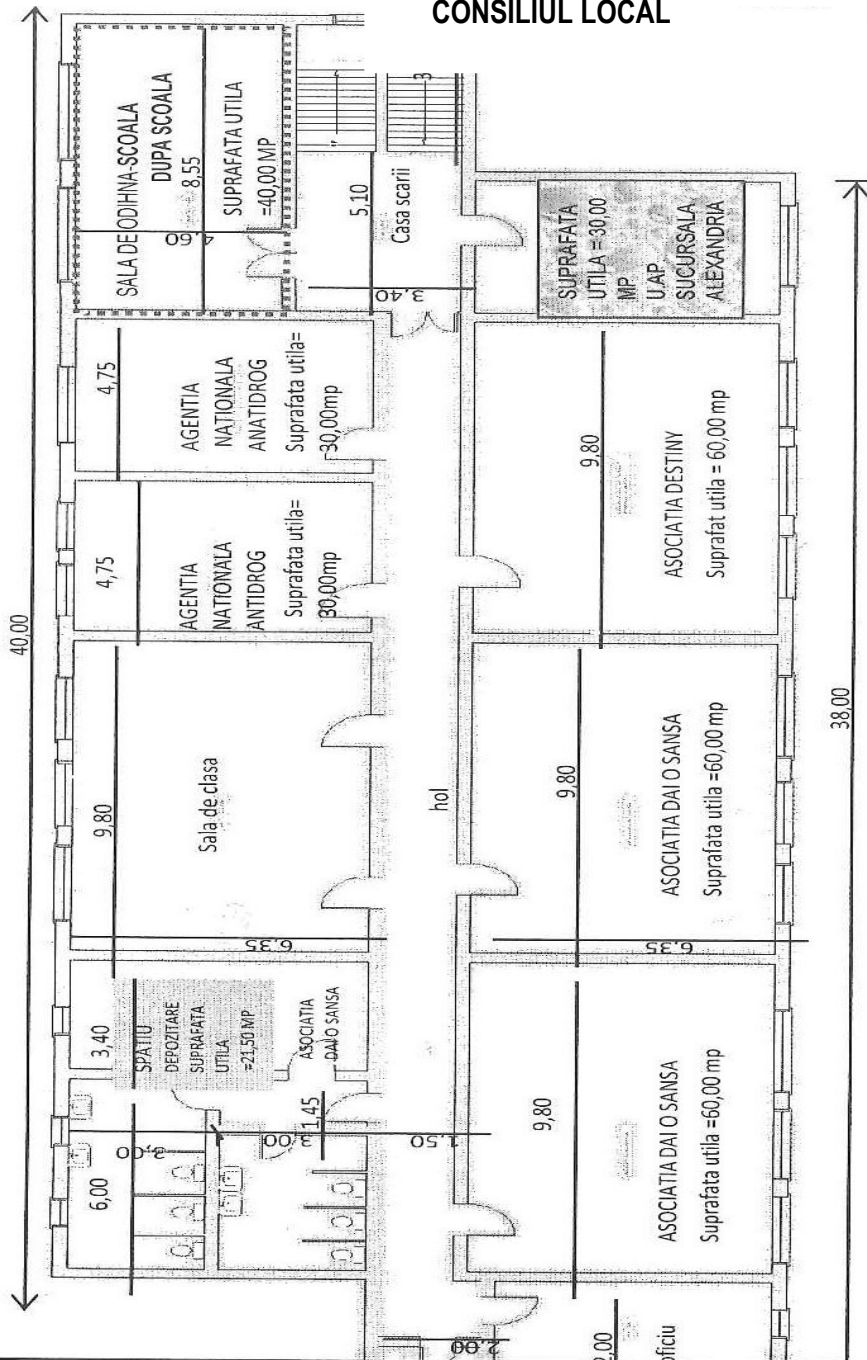 CONSILIUL LOCAL
40,00
SALA DE ODIHNA-SCOALA
DUPA SCOALA
8,55
4,60
SUPRAFATA UTILA
=40,00 MP
5,10
Casa scarii
3,40
SUPRAFATA
UTILA = 30,00
MP
U.A.P.
SUCURSALA
ALEXANDRIA
4,75
AGENTIA
NATIONALA
ANATIDROG
Suprafata utila=
30,00mp
4,75
AGENTIA
NATIONALA
ANTIDROG
Suprafata utila=
30,00mp
9,80
ASOCIATIA DESTINY
Suprafat utila = 60,00 mp
9,80
Sala de clasa
6,35
hol
9,80
ASOCIATIA DAI O SANSA
Suprafata utila =60,00 mp
6,35
38,00
3,40
SPATIU
DEPOZITARE
SUPRAFATA
UTILA
=21,50 MP
ASOCIATIA
DAI O SANSA
1,45
3,00
1,50
6,00
9,80
ASOCIATIA DAI O SANSA
Suprafata utila =60,00 mp
2,00